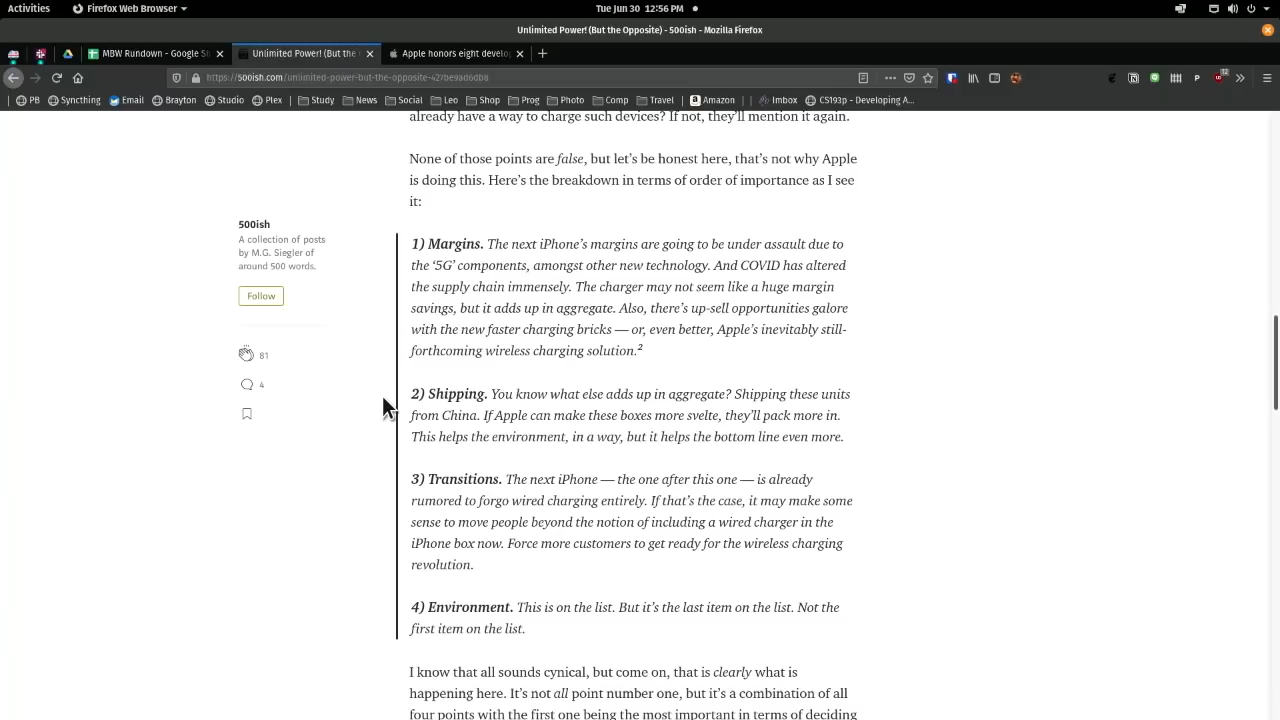 Activities
Firefox Web Browser
Tue Jun 30 12:56 PM
Unlimited Power! (But the Opposite) - 500ish - Mozilla Firefox
MBW Rundown - Google Sh
Unlimited Power! (But the
Apple honors eight develop
https://500ish.com/unlimited-power-but-the-opposite-427be9ad6db8
12
PB
Syncthing
Email
Brayton
Studio
Plex
Study
News
Social
Leo
Shop
Prog
Photo
Comp
Travel
Amazon
Imbox
CS193p - Developing A...
already have a way to charge such devices? If not, they’ll mention it again.
None of those points are false, but let’s be honest here, that’s not why Apple
is doing this. Here’s the breakdown in terms of order of importance as I see
it:
500ish
A collection of posts
by M.G. Siegler of
around 500 words.
Follow
81
4
1) Margins. The next iPhone’s margins are going to be under assault due to
the ‘5G’ components, amongst other new technology. And COVID has altered
the supply chain immensely. The charger may not seem like a huge margin
savings, but it adds up in aggregate. Also, there’s up-sell opportunities galore
with the new faster charging bricks — or, even better, Apple’s inevitably still-
forthcoming wireless charging solution.²
2) Shipping. You know what else adds up in aggregate? Shipping these units
from China. If Apple can make these boxes more svelte, they’ll pack more in.
This helps the environment, in a way, but it helps the bottom line even more.
3) Transitions. The next iPhone — the one after this one — is already
rumored to forgo wired charging entirely. If that’s the case, it may make some
sense to move people beyond the notion of including a wired charger in the
iPhone box now. Force more customers to get ready for the wireless charging
revolution.
4) Environment. This is on the list. But it’s the last item on the list. Not the
first item on the list.
I know that all sounds cynical, but come on, that is clearly what is
happening here. It’s not all point number one, but it’s a combination of all
four points with the first one being the most important in terms of deciding